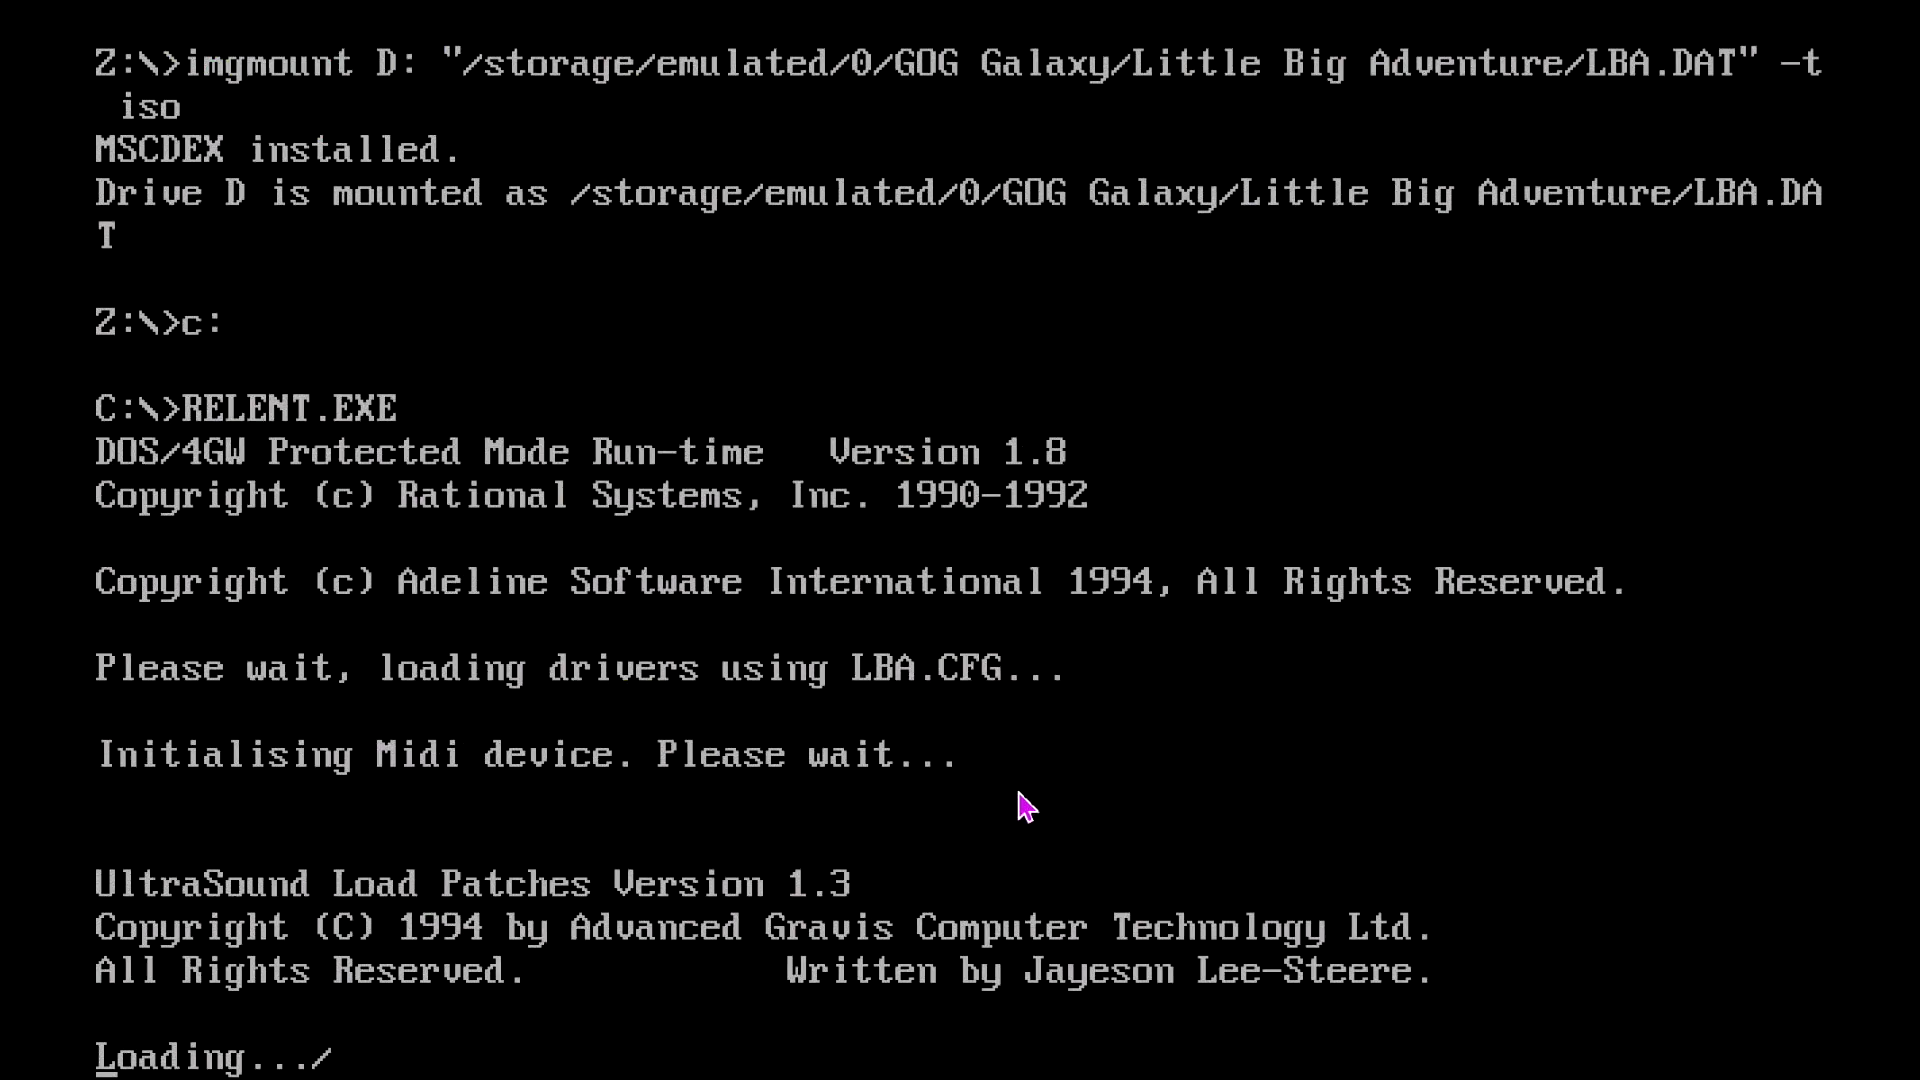 Z:\>imgmount D: "/storage/emulated/0/GOG Galaxy/Little Big Adventure/LBA.DAT" -t
 iso
MSCDEX installed.
Drive D is mounted as /storage/emulated/0/GOG Galaxy/Little Big Adventure/LBA.DA
T
Z:\>c:
C:\>RELENT.EXE
DOS/4GW Protected Mode Run-time   Version 1.8
Copyright (c) Rational Systems, Inc. 1990-1992
Copyright (c) Adeline Software International 1994, All Rights Reserved.
Please wait, loading drivers using LBA.CFG...
Initialising Midi device. Please wait...
UltraSound Load Patches Version 1.3
Copyright (C) 1994 by Advanced Gravis Computer Technology Ltd.
All Rights Reserved.            Written by Jayeson Lee-Steere.
Loading.../